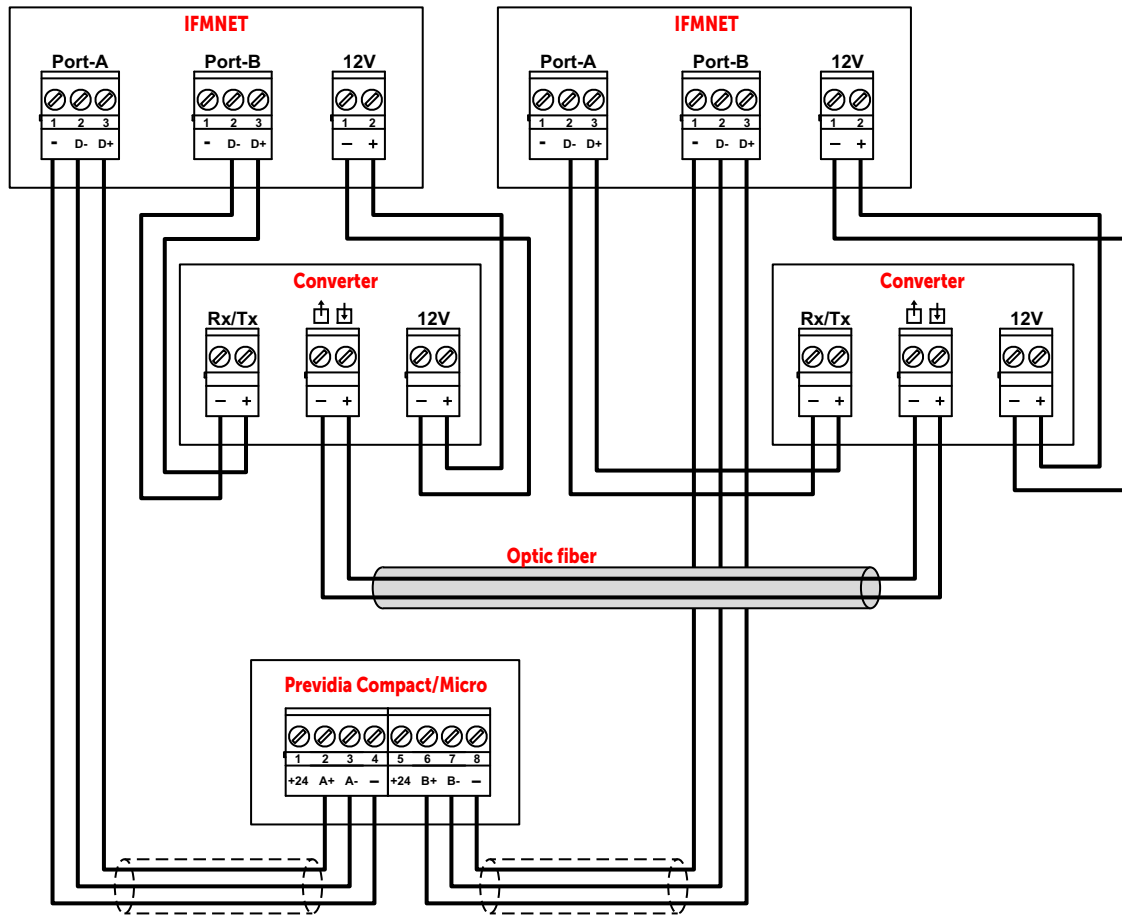 IFMNET
IFMNET
Port-A
Port-B
12V
Port-A
Port-B
12V
1 2 3
1 2 3
1 2
1 2 3
1 2 3
1 2
- D- D+
- D- D+
– +
- D- D+
- D- D+
– +
Converter
Converter
Rx/Tx
12V
Rx/Tx
12V
– +
– +
– +
– +
– +
– +
Optic fiber
Previdia Compact/Micro
1 2 3 4 5 6 7 8
+24 A+ A- – +24 B+ B- –